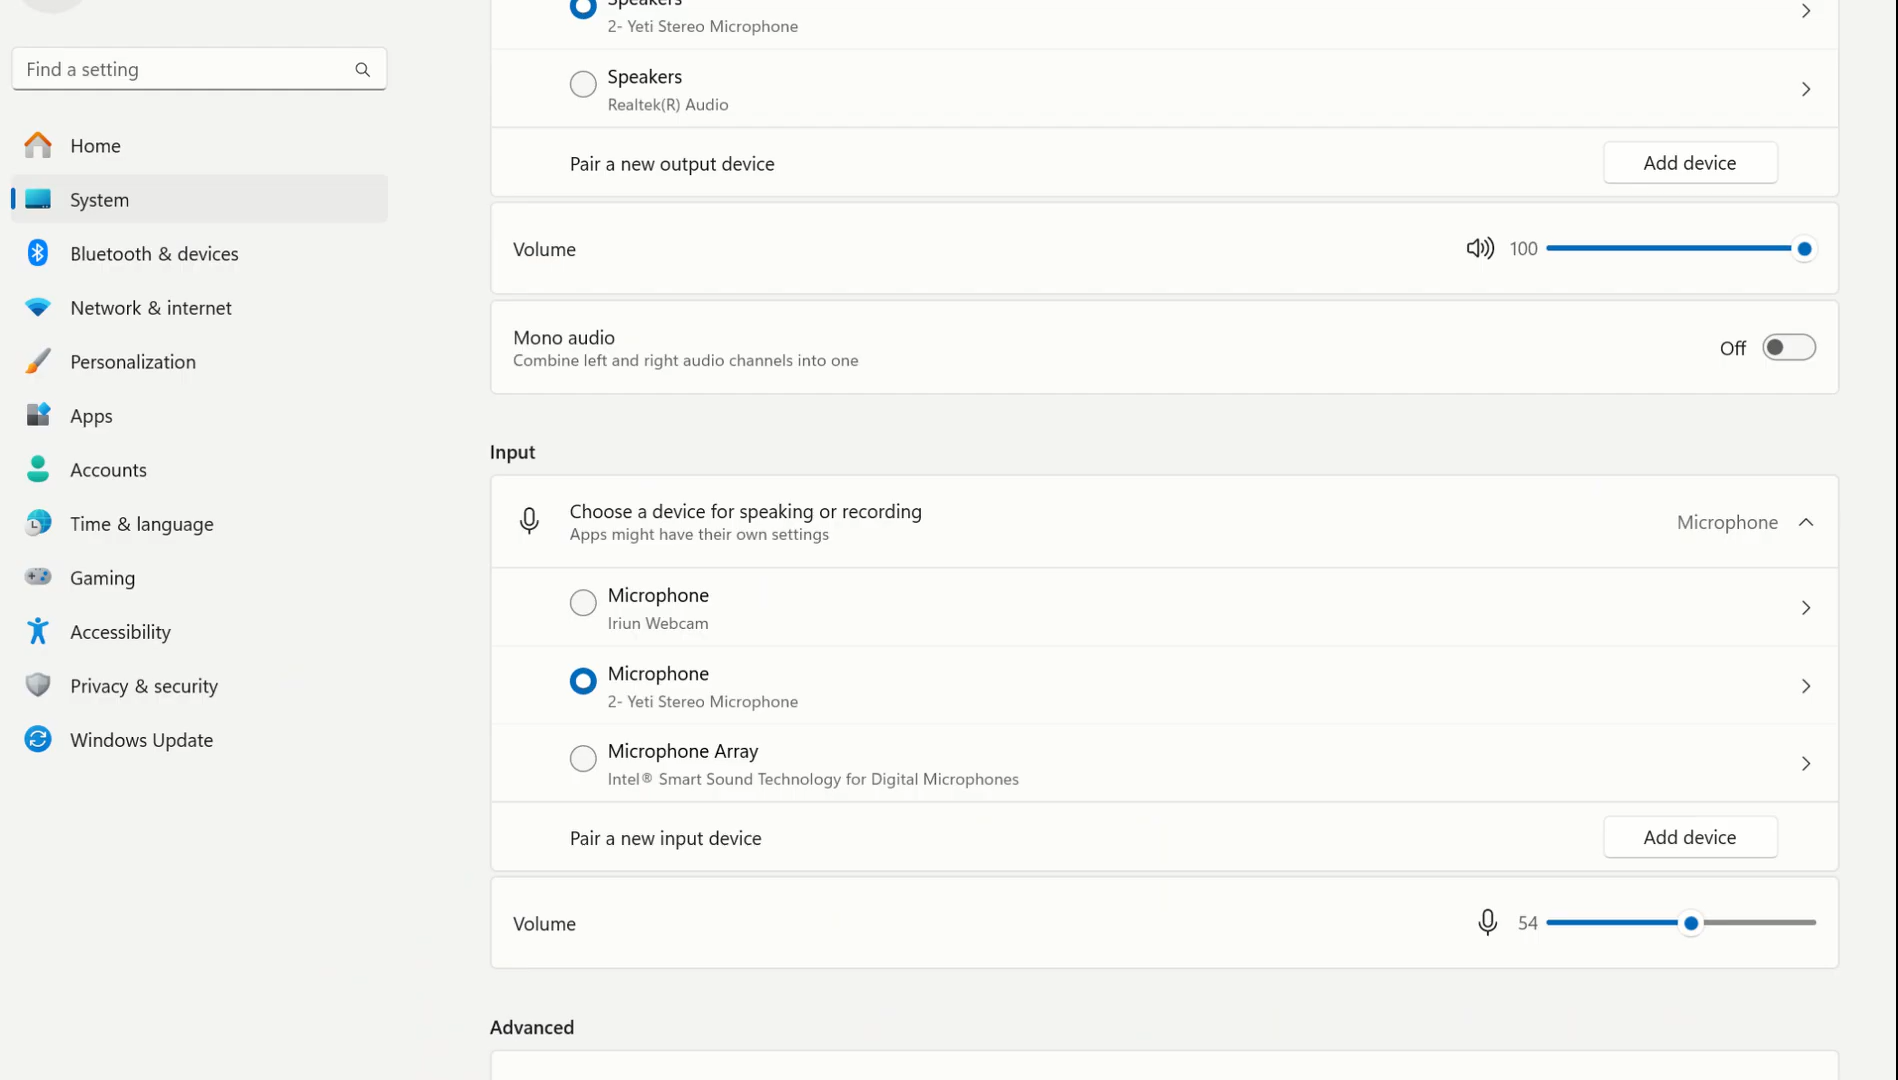 Speakers
2- Yeti Stereo Microphone
Find a setting
Speakers
Realtek(R) Audio
Home
Pair a new output device
Add device
System
Volume
100
Bluetooth & devices
Network & internet
Mono audio
Combine left and right audio channels into one
Off
Personalization
Apps
Input
Accounts
Choose a device for speaking or recording
Apps might have their own settings
Microphone
Time & language
Gaming
Microphone
Iriun Webcam
Accessibility
Microphone
2- Yeti Stereo Microphone
Privacy & security
Windows Update
Microphone Array
Intel® Smart Sound Technology for Digital Microphones
Pair a new input device
Add device
Volume
54
Advanced